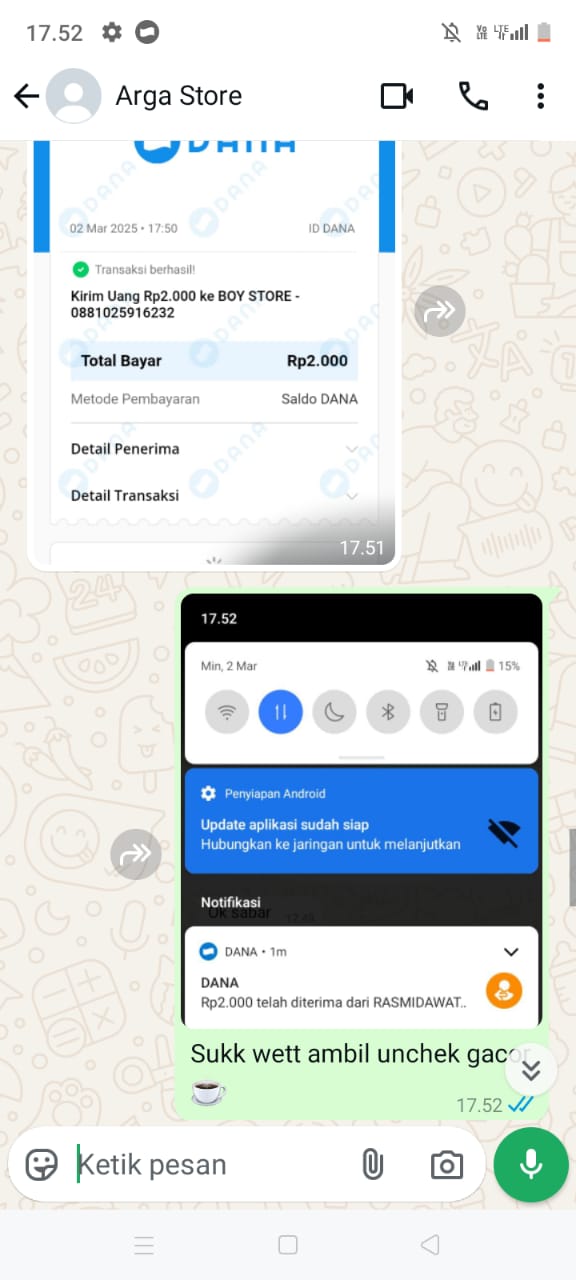 17.52
Arga Store
DANA
02 Mar 2025 • 17:50 ID DANA
Transaksi berhasil!
Kirim Uang Rp2.000 ke BOY STORE -
0881025916232
Total Bayar Rp2.000
Metode Pembayaran Saldo DANA
Detail Penerima
Detail Transaksi
17.51
17.52
Min, 2 Mar 15%
Penyiapan Android
Update aplikasi sudah siap
Hubungkan ke jaringan untuk melanjutkan
Notifikasi
Ok sabar 17.49
DANA • 1m
DANA
Rp2.000 telah diterima dari RASMIDAWAT..
Sukk wett ambil unchek gacor
☕
17.52
Ketik pesan